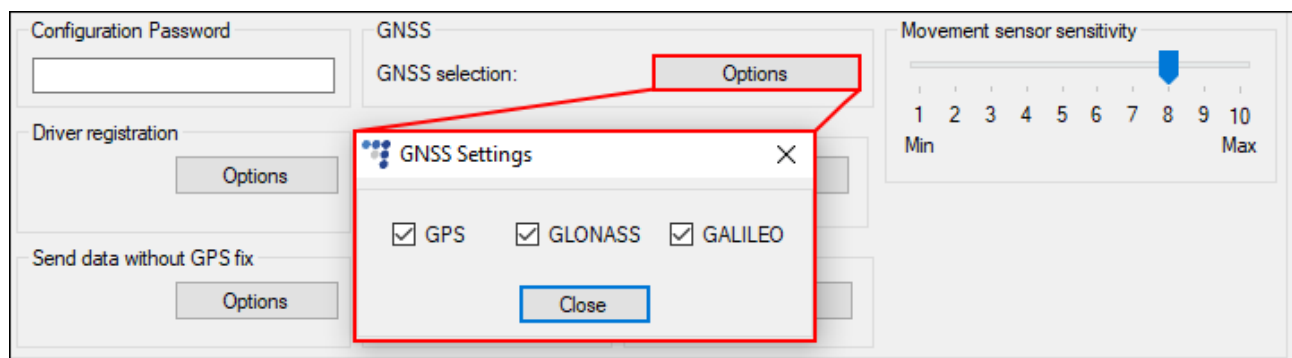 Configuration Password
GNSS
GNSS selection:
Options
Movement sensor sensitivity
1 2 3 4 5 6 7 8 9 10
Min
Max
Driver registration
Options
GNSS Settings
GPS
GLONASS
GALILEO
Close
Send data without GPS fix
Options